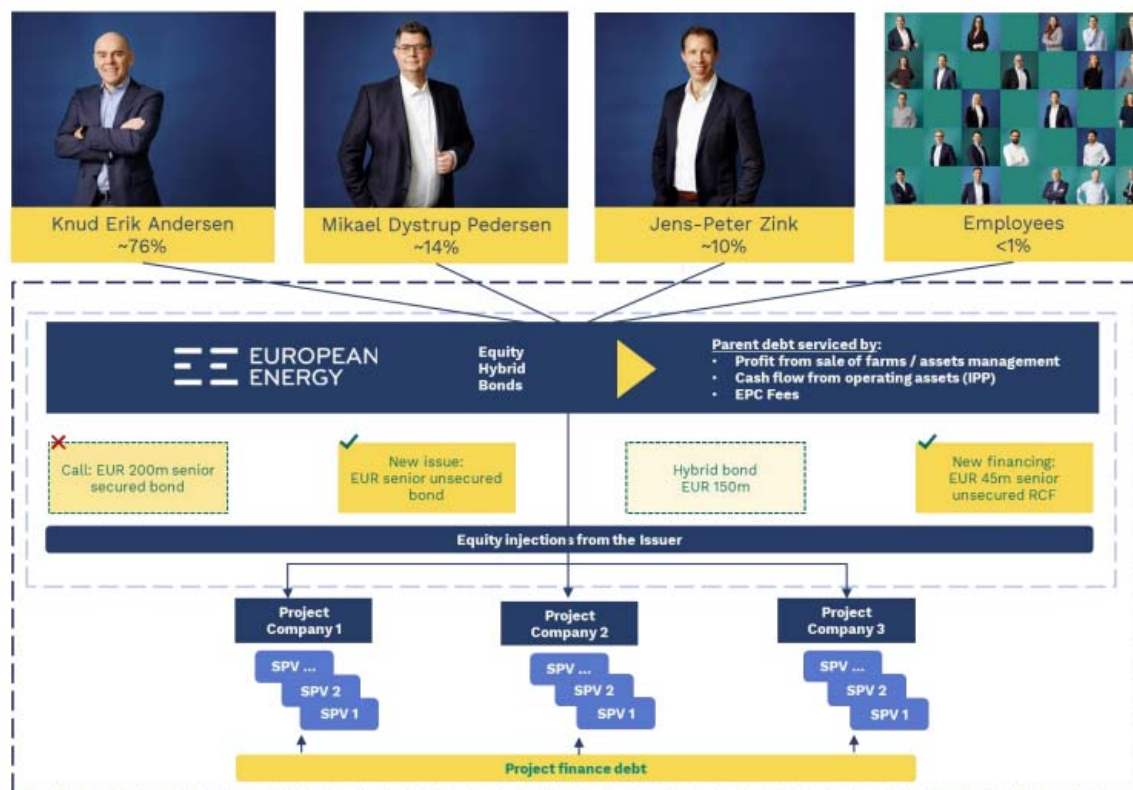 Knud Erik Andersen
~76%
Mikael Dystrup Pedersen
~14%
Jens-Peter Zink
~10%
Employees
<1%
EUROPEAN
ENERGY
Equity
Hybrid
Bonds
Parent debt serviced by:
• Profit from sale of farms / assets management
• Cash flow from operating assets (IPP)
• EPC Fees
Call: EUR 200m senior
secured bond
New issue:
EUR senior unsecured
bond
Hybrid bond
EUR 150m
New financing:
EUR 45m senior
unsecured RCF
Equity injections from the Issuer
Project
Company 1
Project
Company 2
Project
Company 3
SPV ...
SPV 2
SPV 1
SPV ...
SPV 2
SPV 1
SPV ...
SPV 2
SPV 1
Project finance debt